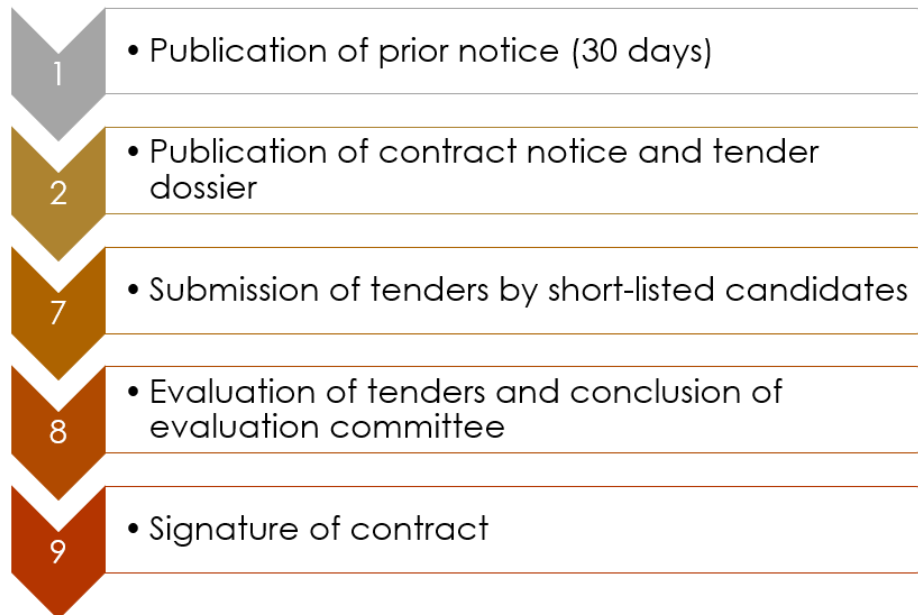 1
• Publication of prior notice (30 days)
2
• Publication of contract notice and tender
dossier
7
• Submission of tenders by short-listed candidates
8
• Evaluation of tenders and conclusion of
evaluation committee
9
• Signature of contract